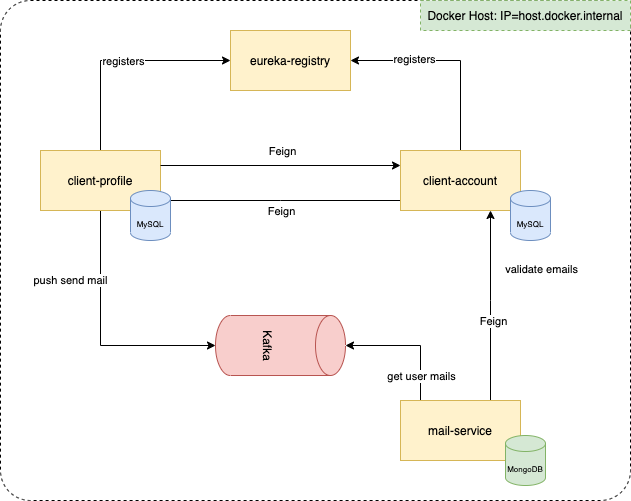 Docker Host: IP=host.docker.internal
eureka-registry
registers
registers
Feign
client-profile
client-account
MySQL
Feign
MySQL
validate emails
push send mail
Feign
Kafka
get user mails
mail-service
MongoDB